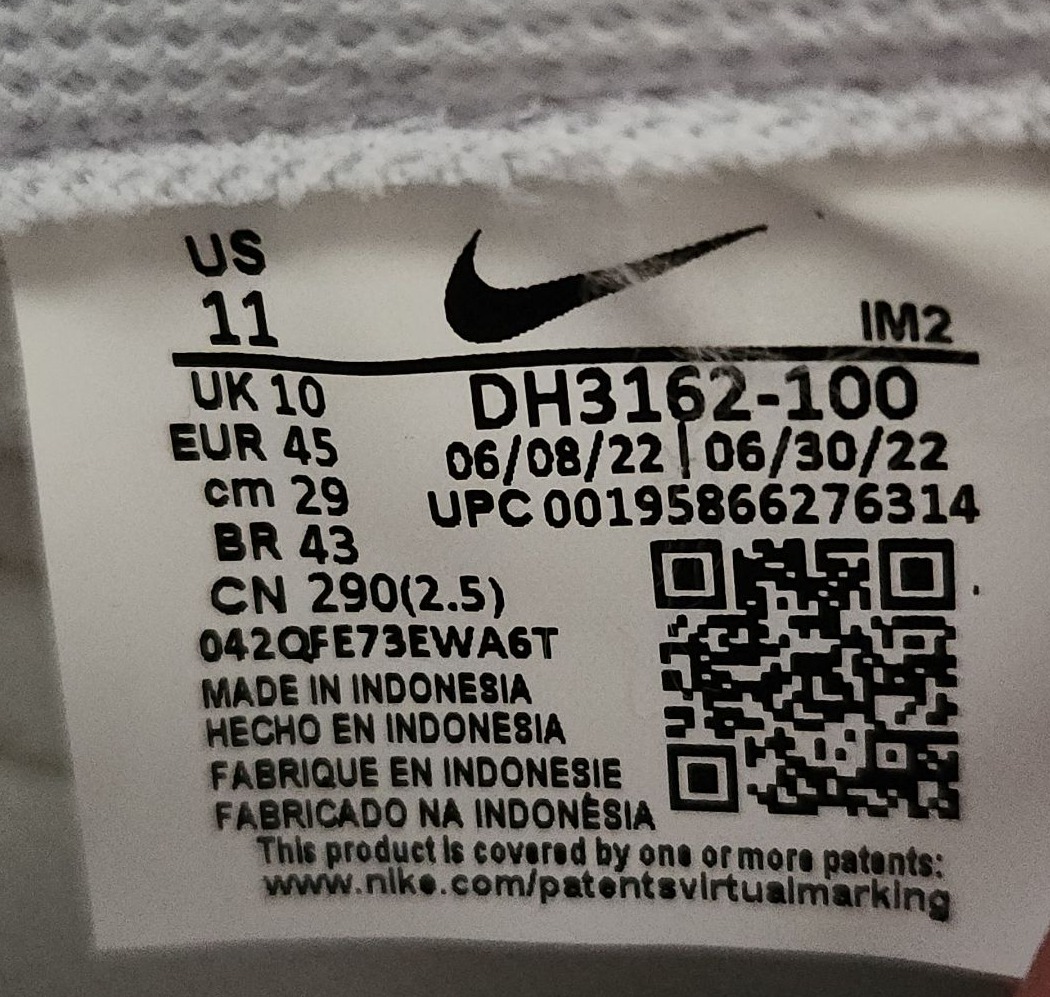 US
11
IM2
UK 10
DH3162-100
EUR 45
06/08/22 | 06/30/22
cm 29
UPC 00195866276314
BR 43
CN 290(2.5)
042QFE73EWA6T
MADE IN INDONESIA
HECHO EN INDONESIA
FABRIQUE EN INDONESIE
FABRICADO NA INDONÉSIA
This product is covered by one or more patents:
www.nike.com/patentsvirtualmarking